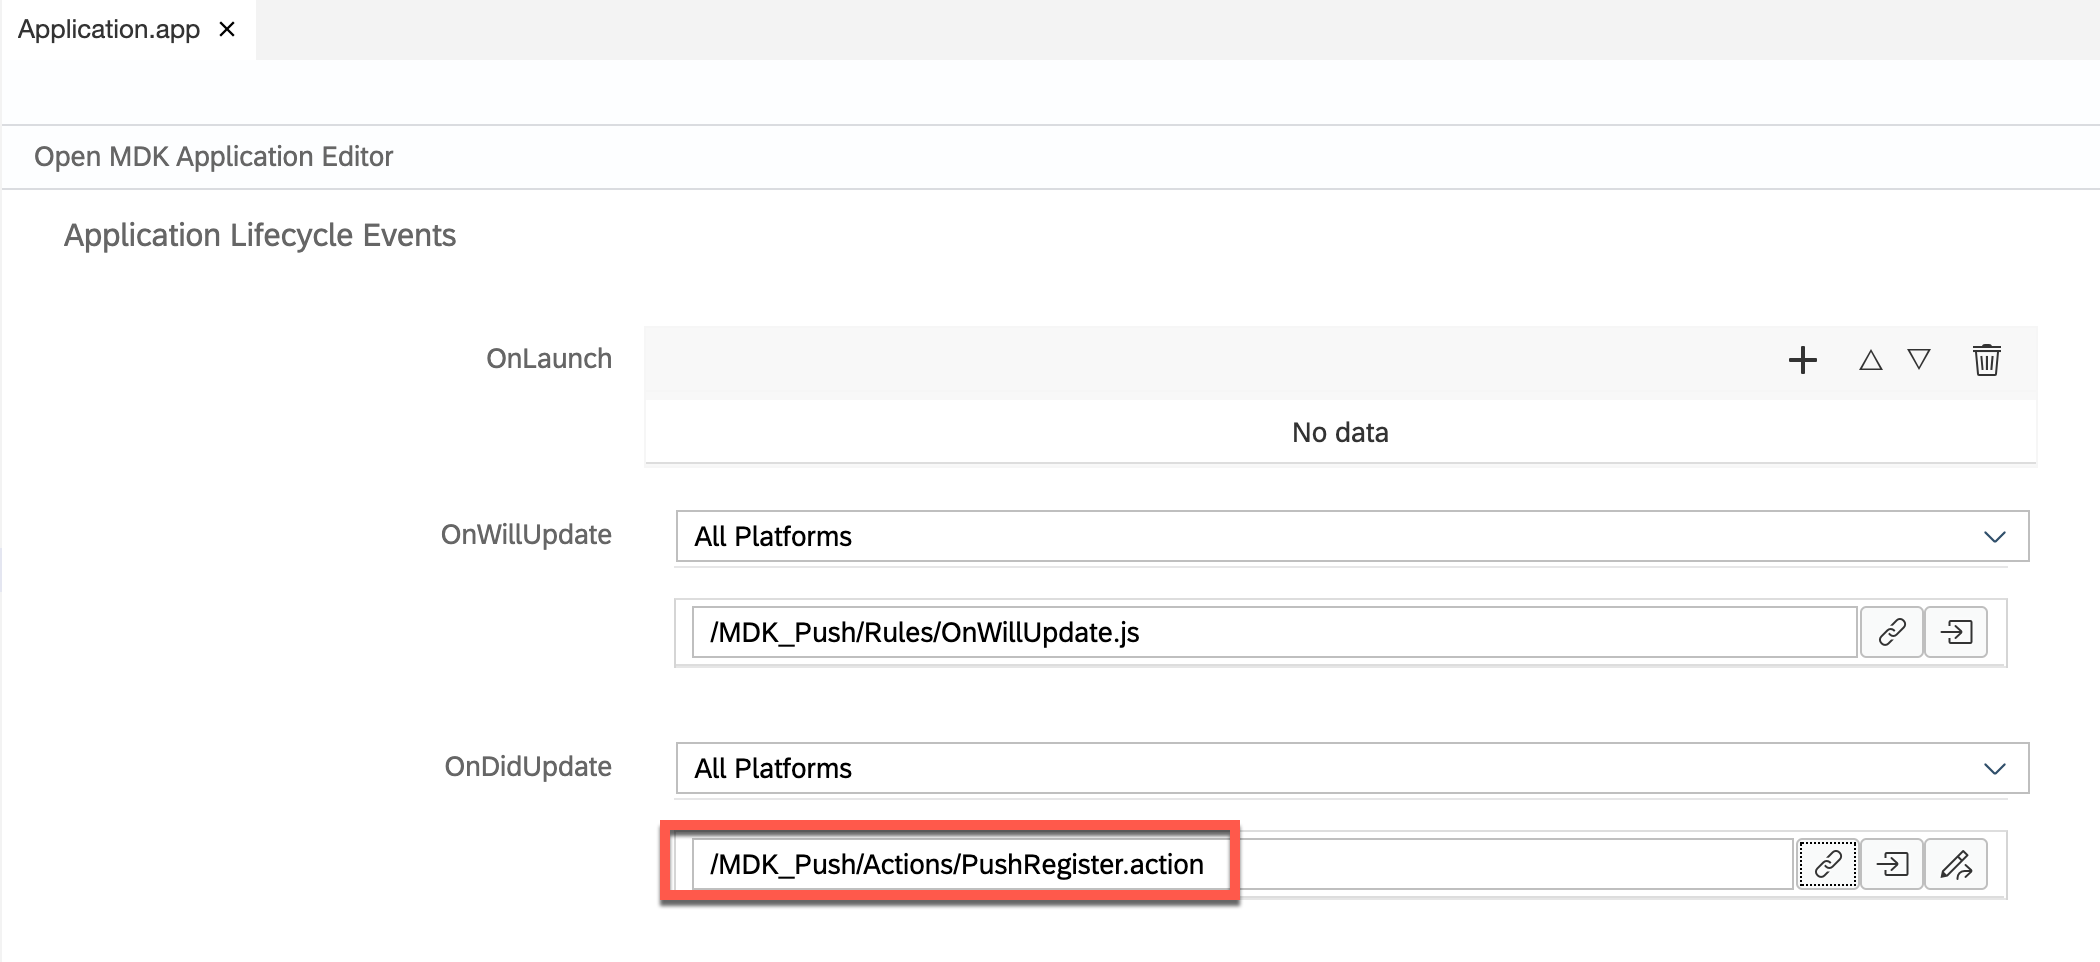 Application.app
Open MDK Application Editor
Application Lifecycle Events
OnLaunch
No data
OnWillUpdate
All Platforms
/MDK_Push/Rules/OnWillUpdate.js
OnDidUpdate
All Platforms
/MDK_Push/Actions/PushRegister.action